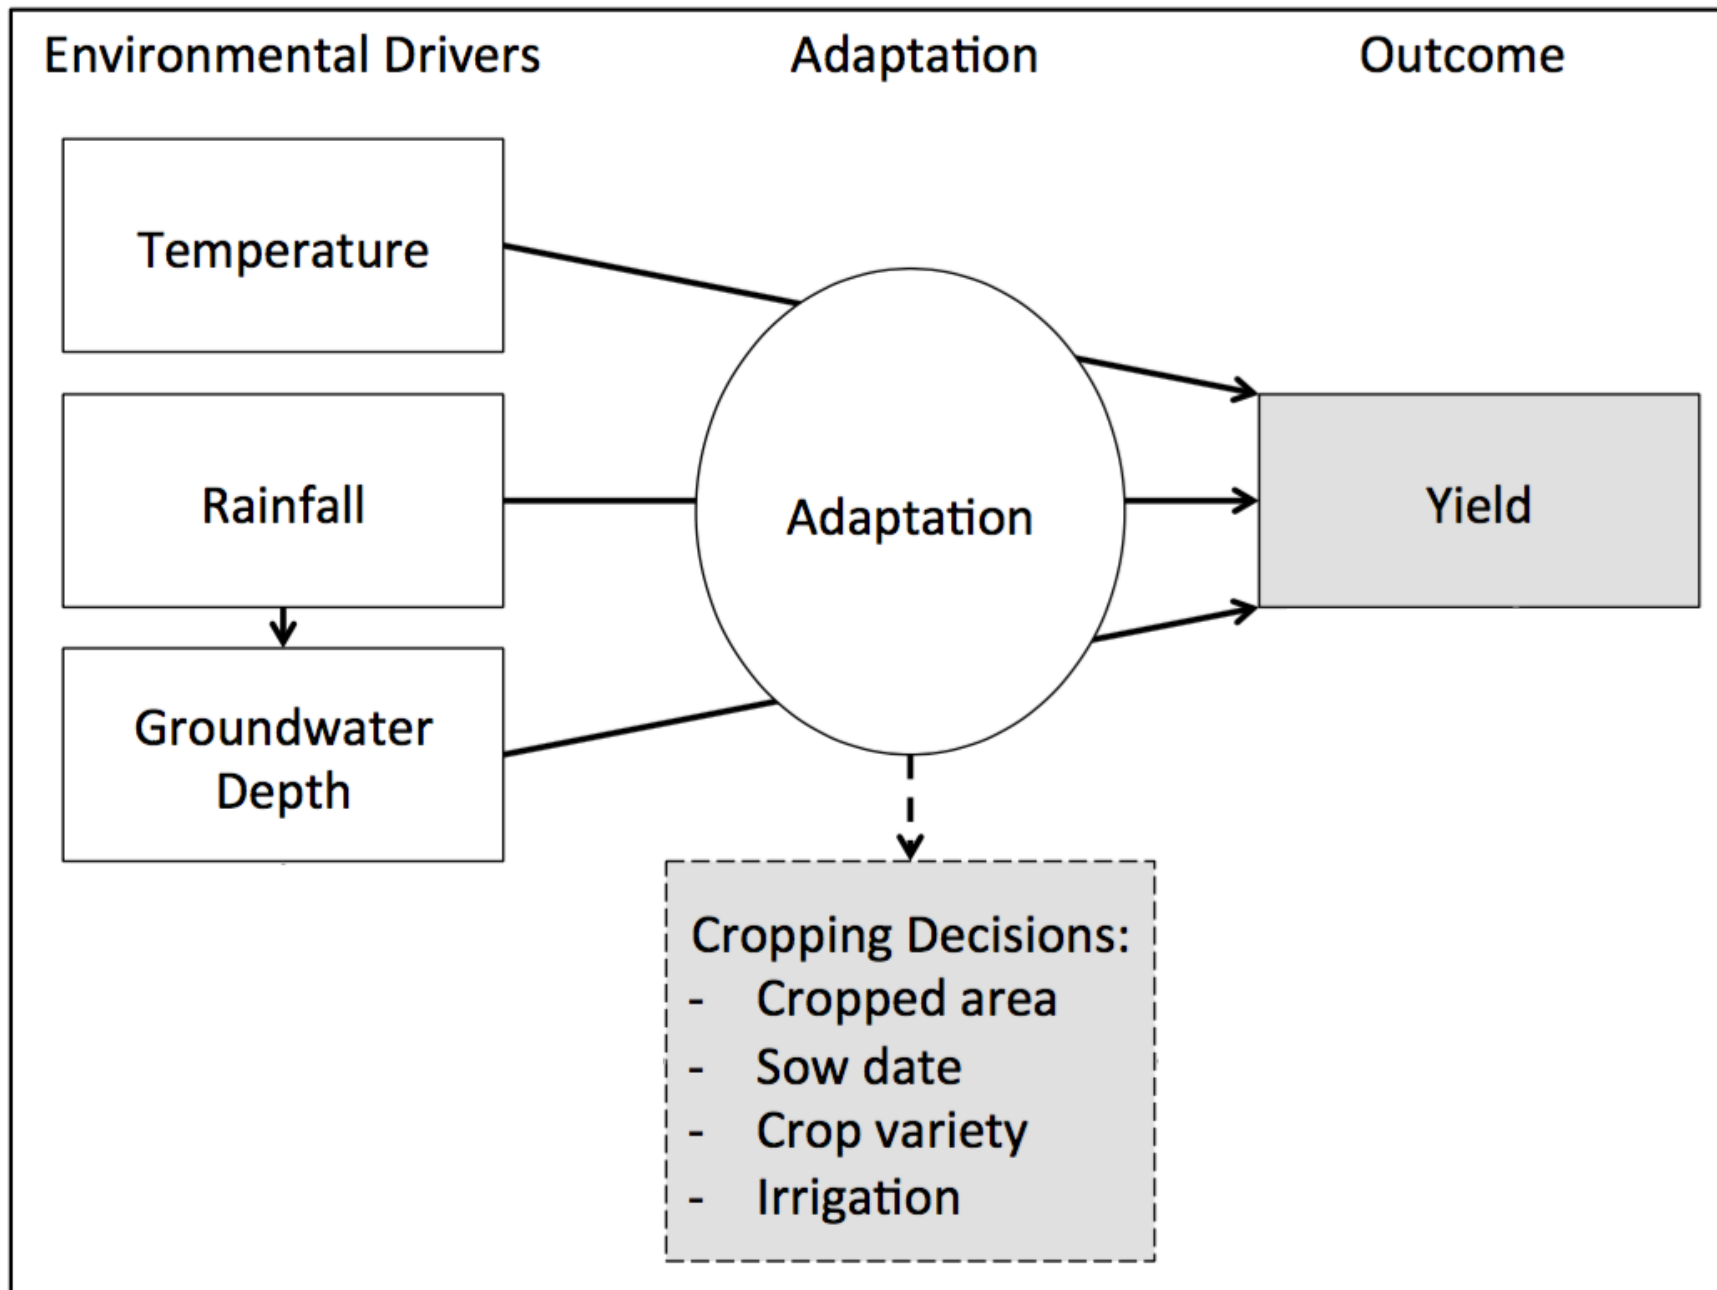 Environmental Drivers
Adaptation
Outcome
Temperature
Rainfall
Groundwater
Depth
Adaptation
Yield
Cropping Decisions:
- Cropped area
- Sow date
- Crop variety
- Irrigation